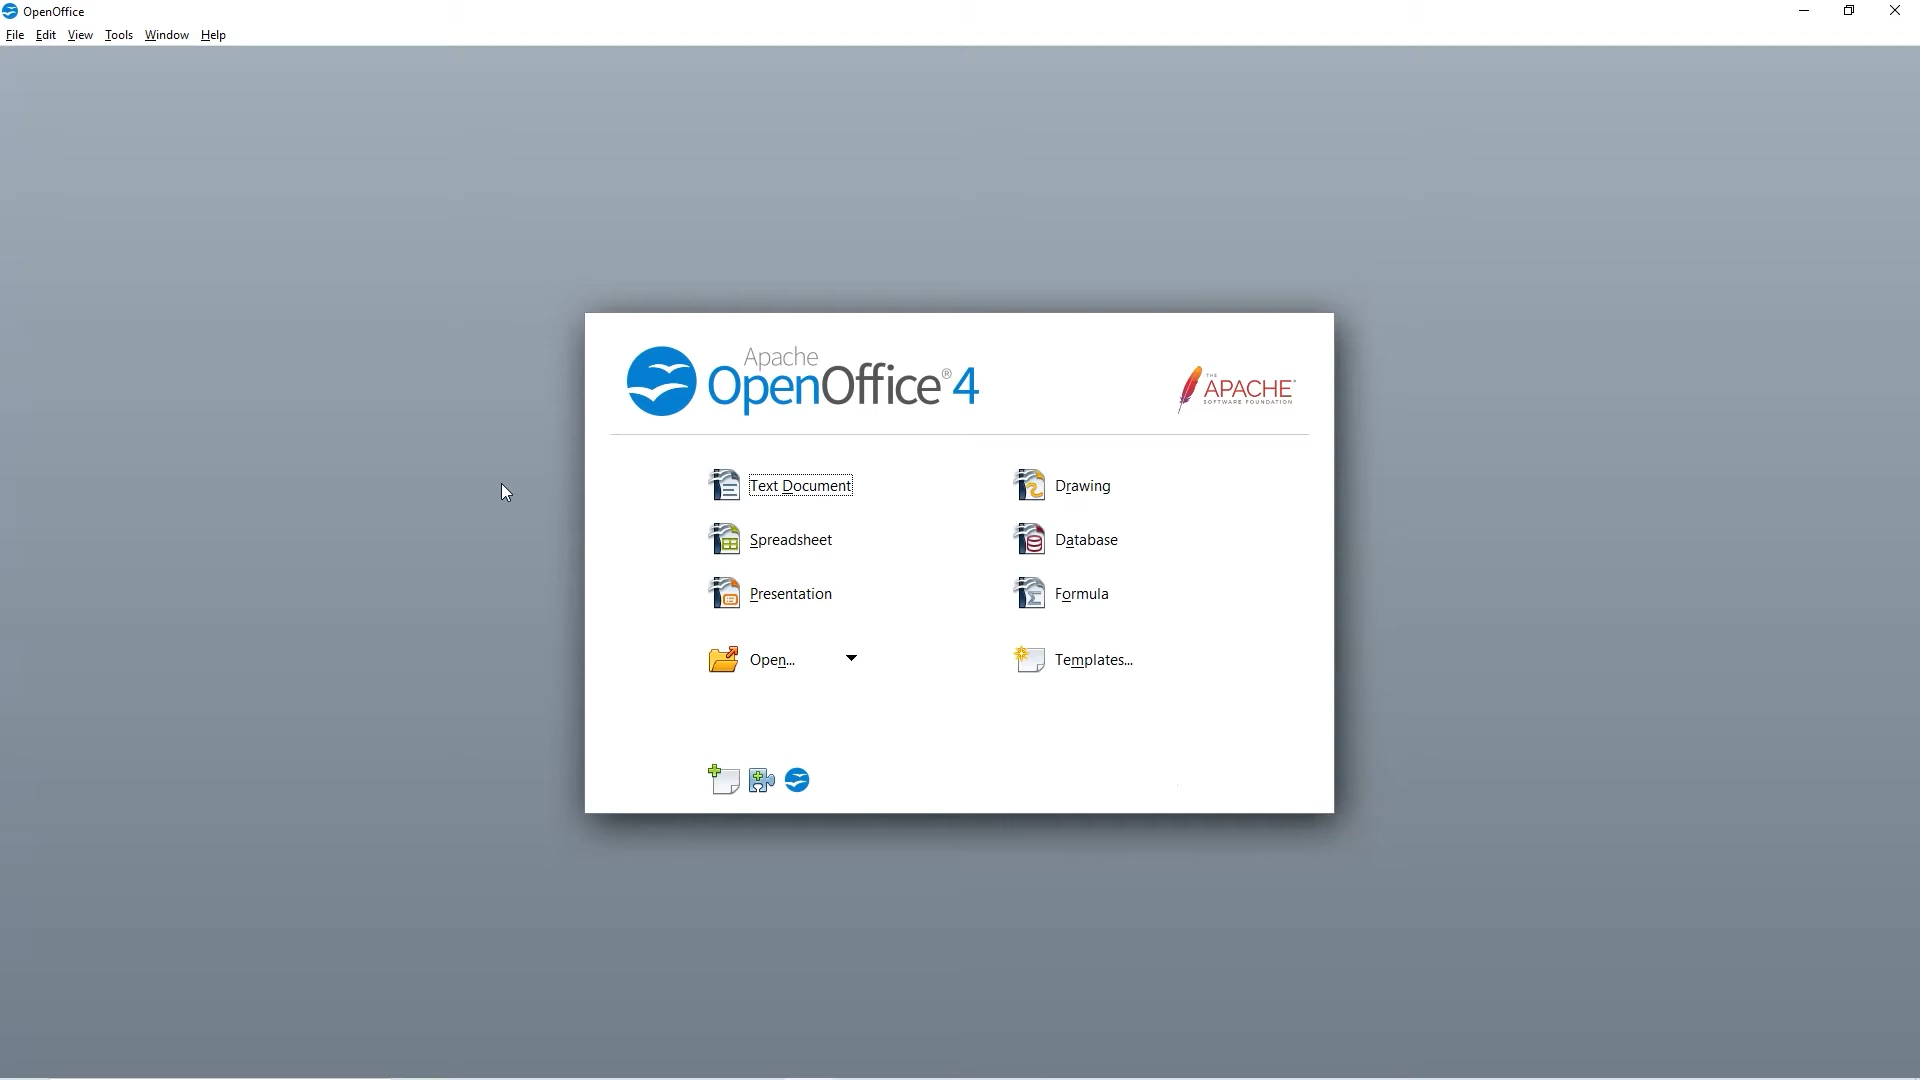 OpenOffice
File Edit View Tools Window Help
Apache
OpenOffice® 4
THE
APACHE®
SOFTWARE FOUNDATION
Text Document
Drawing
Spreadsheet
Database
Presentation
Formula
Open...
Templates...